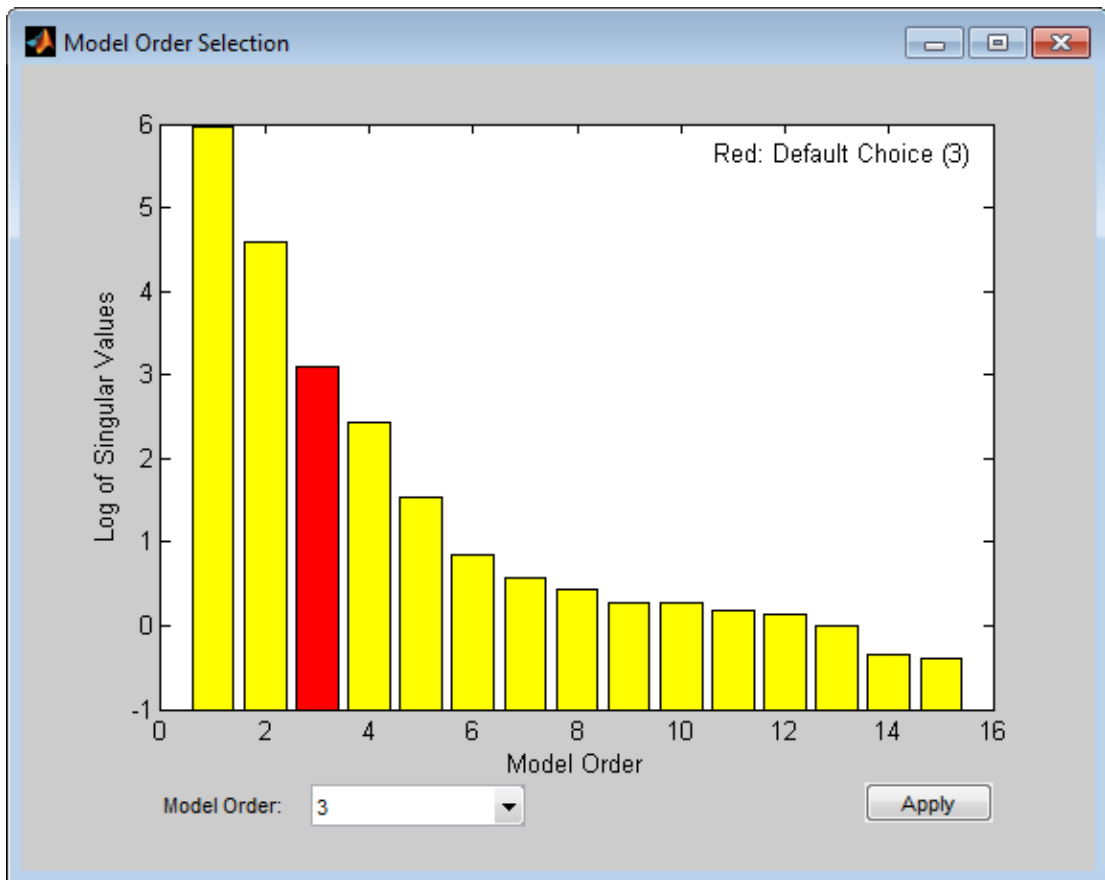 Model Order Selection
Red: Default Choice (3)
6
5
4
3
2
1
0
-1
Log of Singular Values
0 2 4 6 8 10 12 14 16
Model Order
Model Order: 3 Apply